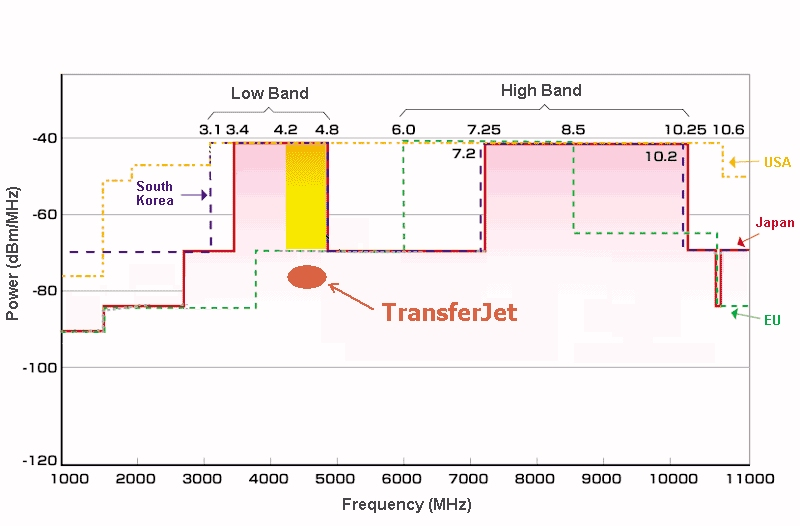 Low Band
High Band
3.1 3.4 4.2 4.8 6.0 7.25 8.5 10.25 10.6
-40
7.2
10.2
USA
South
Korea
-60
Japan
Power (dBm/MHz)
-80
TransferJet
EU
-100
-120
1000 2000 3000 4000 5000 6000 7000 8000 9000 10000 11000
Frequency (MHz)